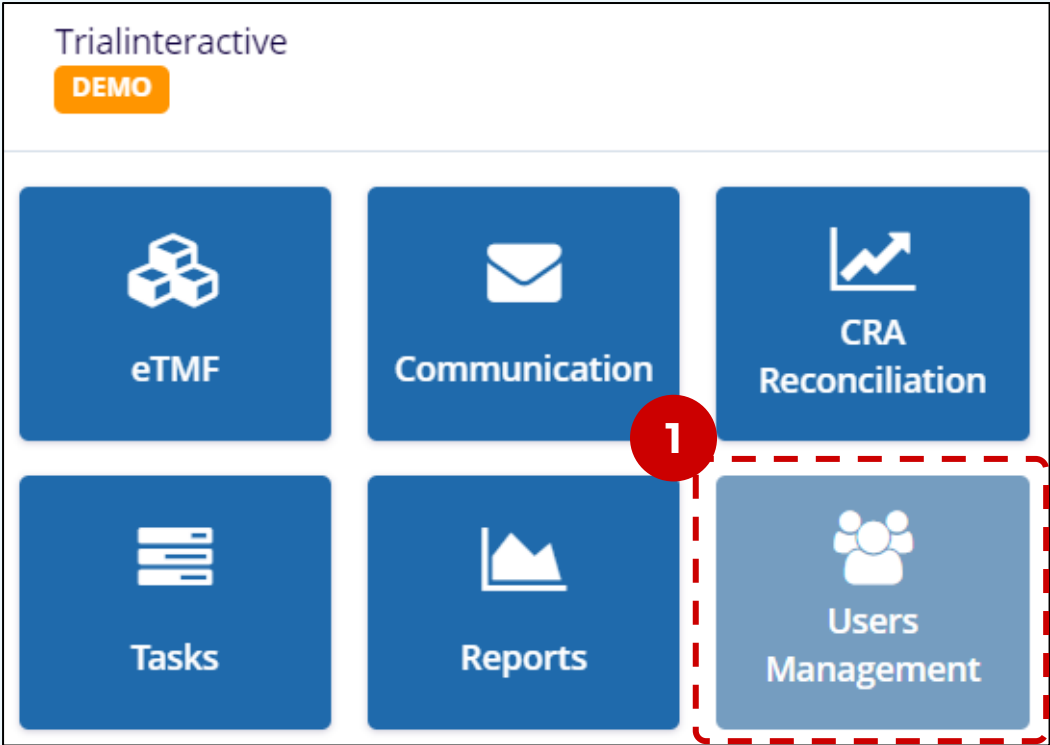 Trialinteractive
DEMO
eTMF
Communication
CRA
Reconciliation
1
Tasks
Reports
Users
Management